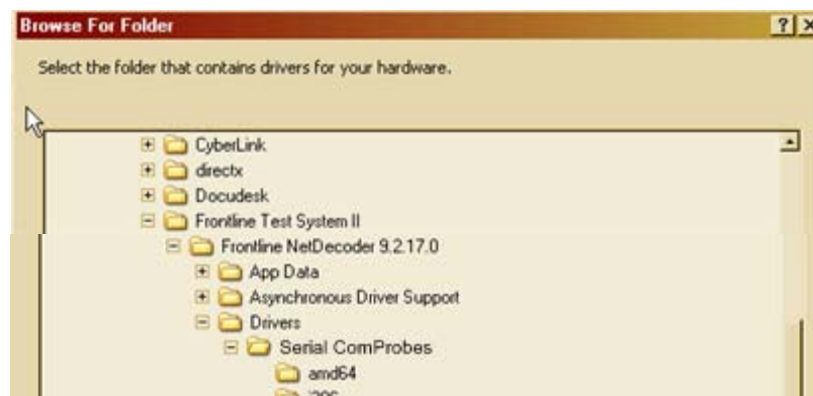 Browse For Folder
Select the folder that contains drivers for your hardware.
CyberLink
directx
Docudesk
Frontline Test System II
Frontline NetDecoder 9.2.17.0
App Data
Asynchronous Driver Support
Drivers
Serial ComProbes
amd64